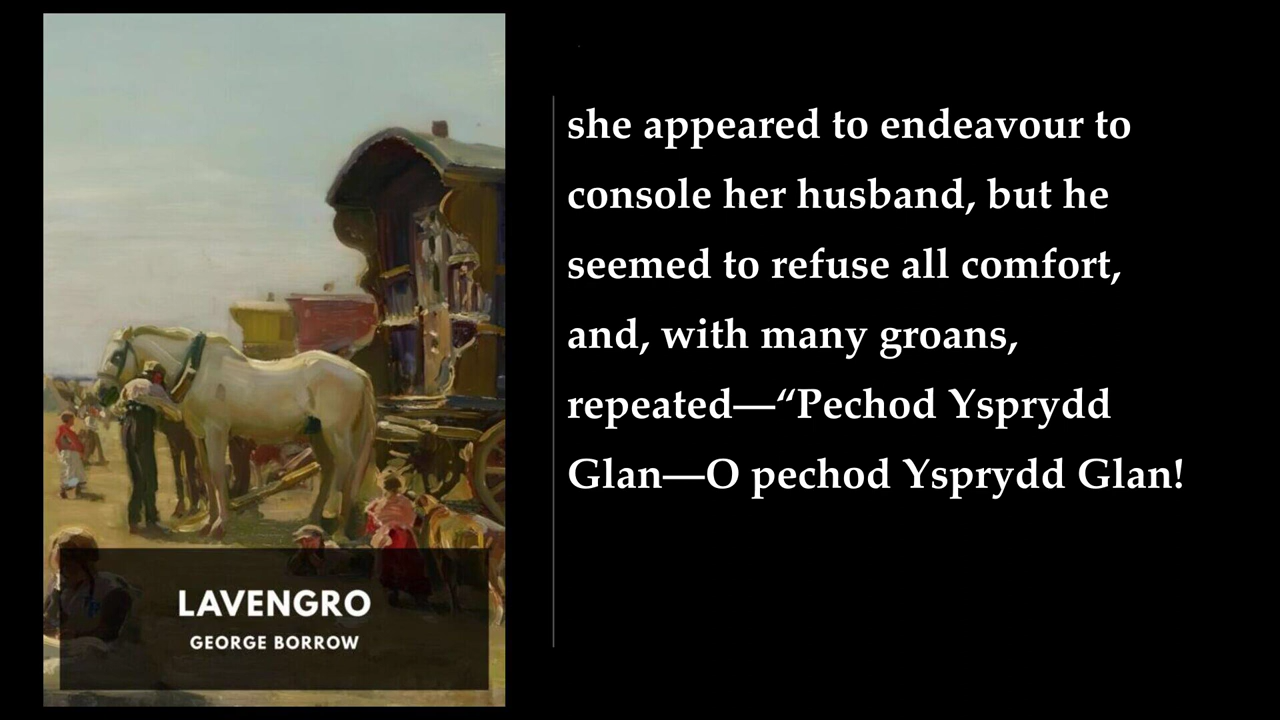 she appeared to endeavour to
console her husband, but he
seemed to refuse all comfort,
and, with many groans,
repeated—“Pechod Ysprydd
Glan—O pechod Ysprydd Glan!
LAVENGRO
GEORGE BORROW